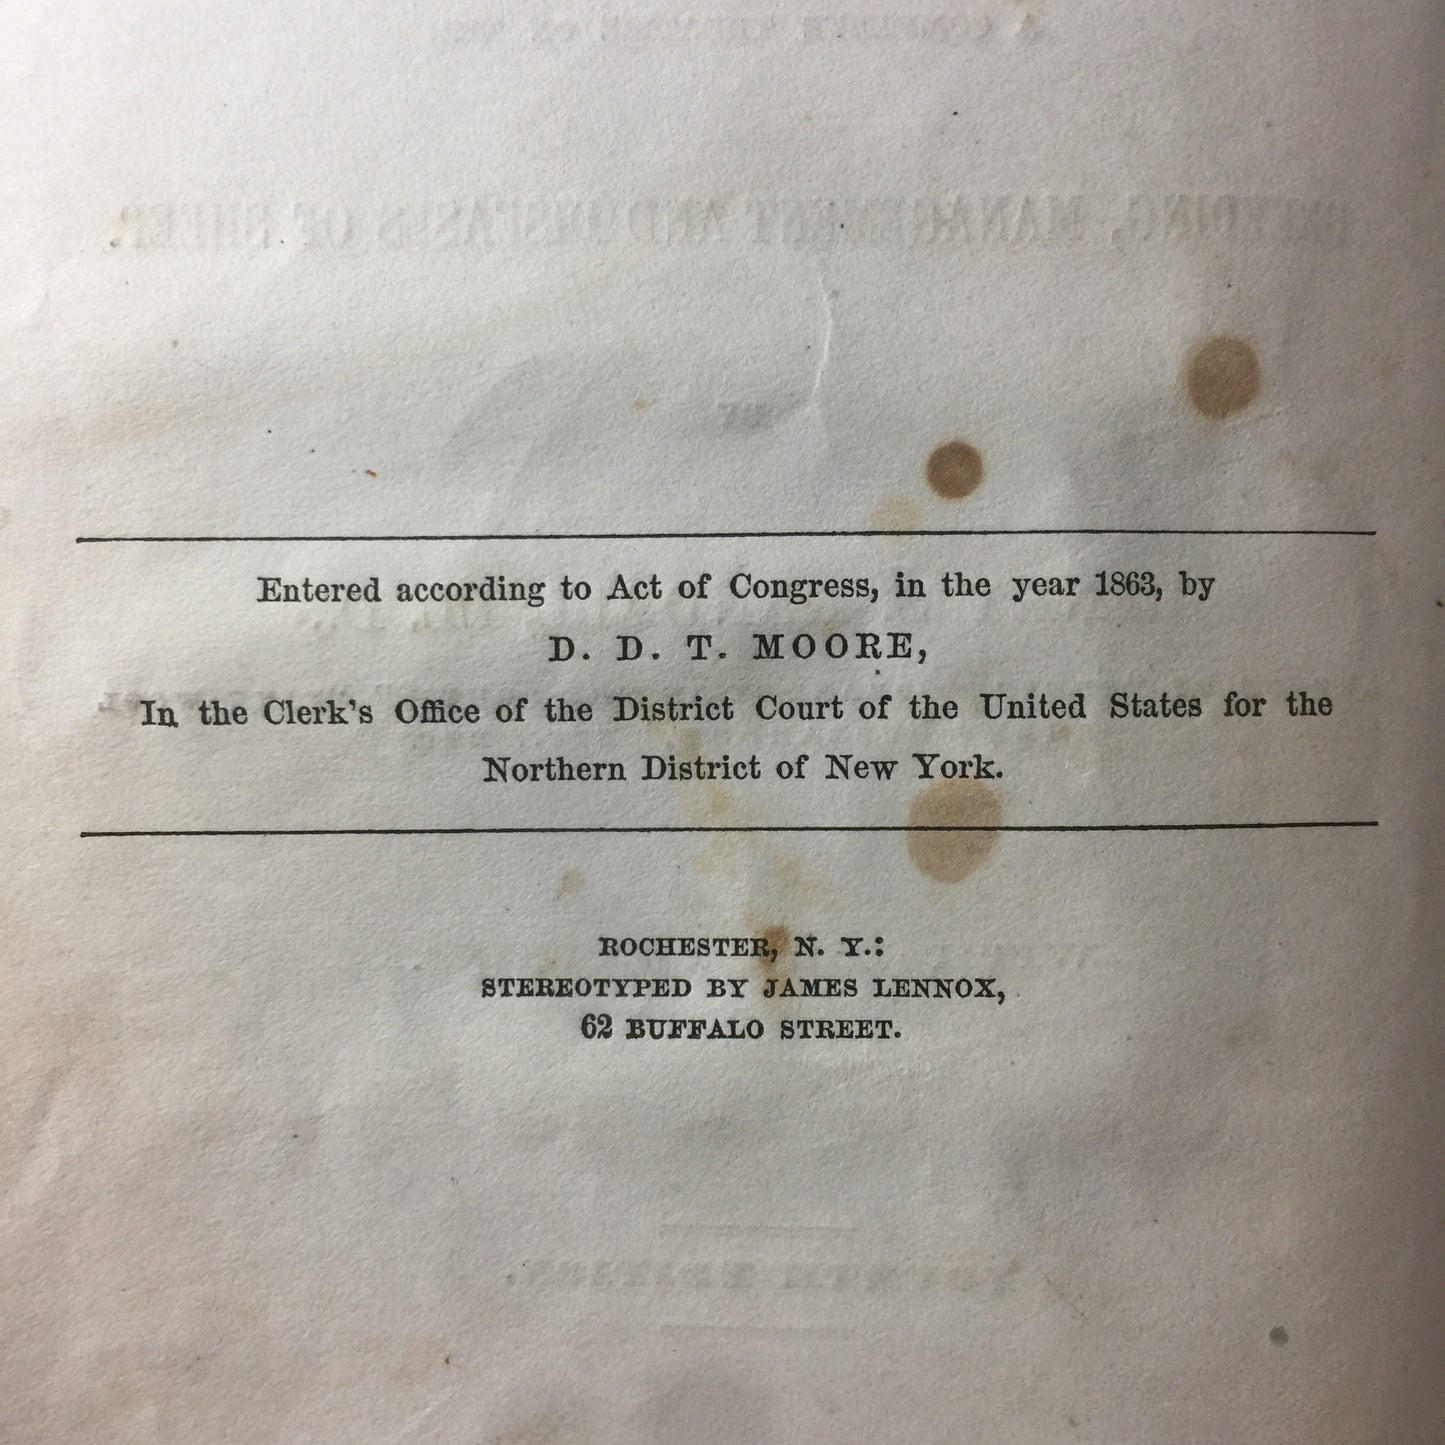 Entered according to Act of Congress, in the year 1863, by
D. D. T. MOORE,
In the Clerk's Office of the District Court of the United States for the
Northern District of New York.
ROCHESTER, N. Y.:
STEREOTYPED BY JAMES LENNOX,
62 BUFFALO STREET.